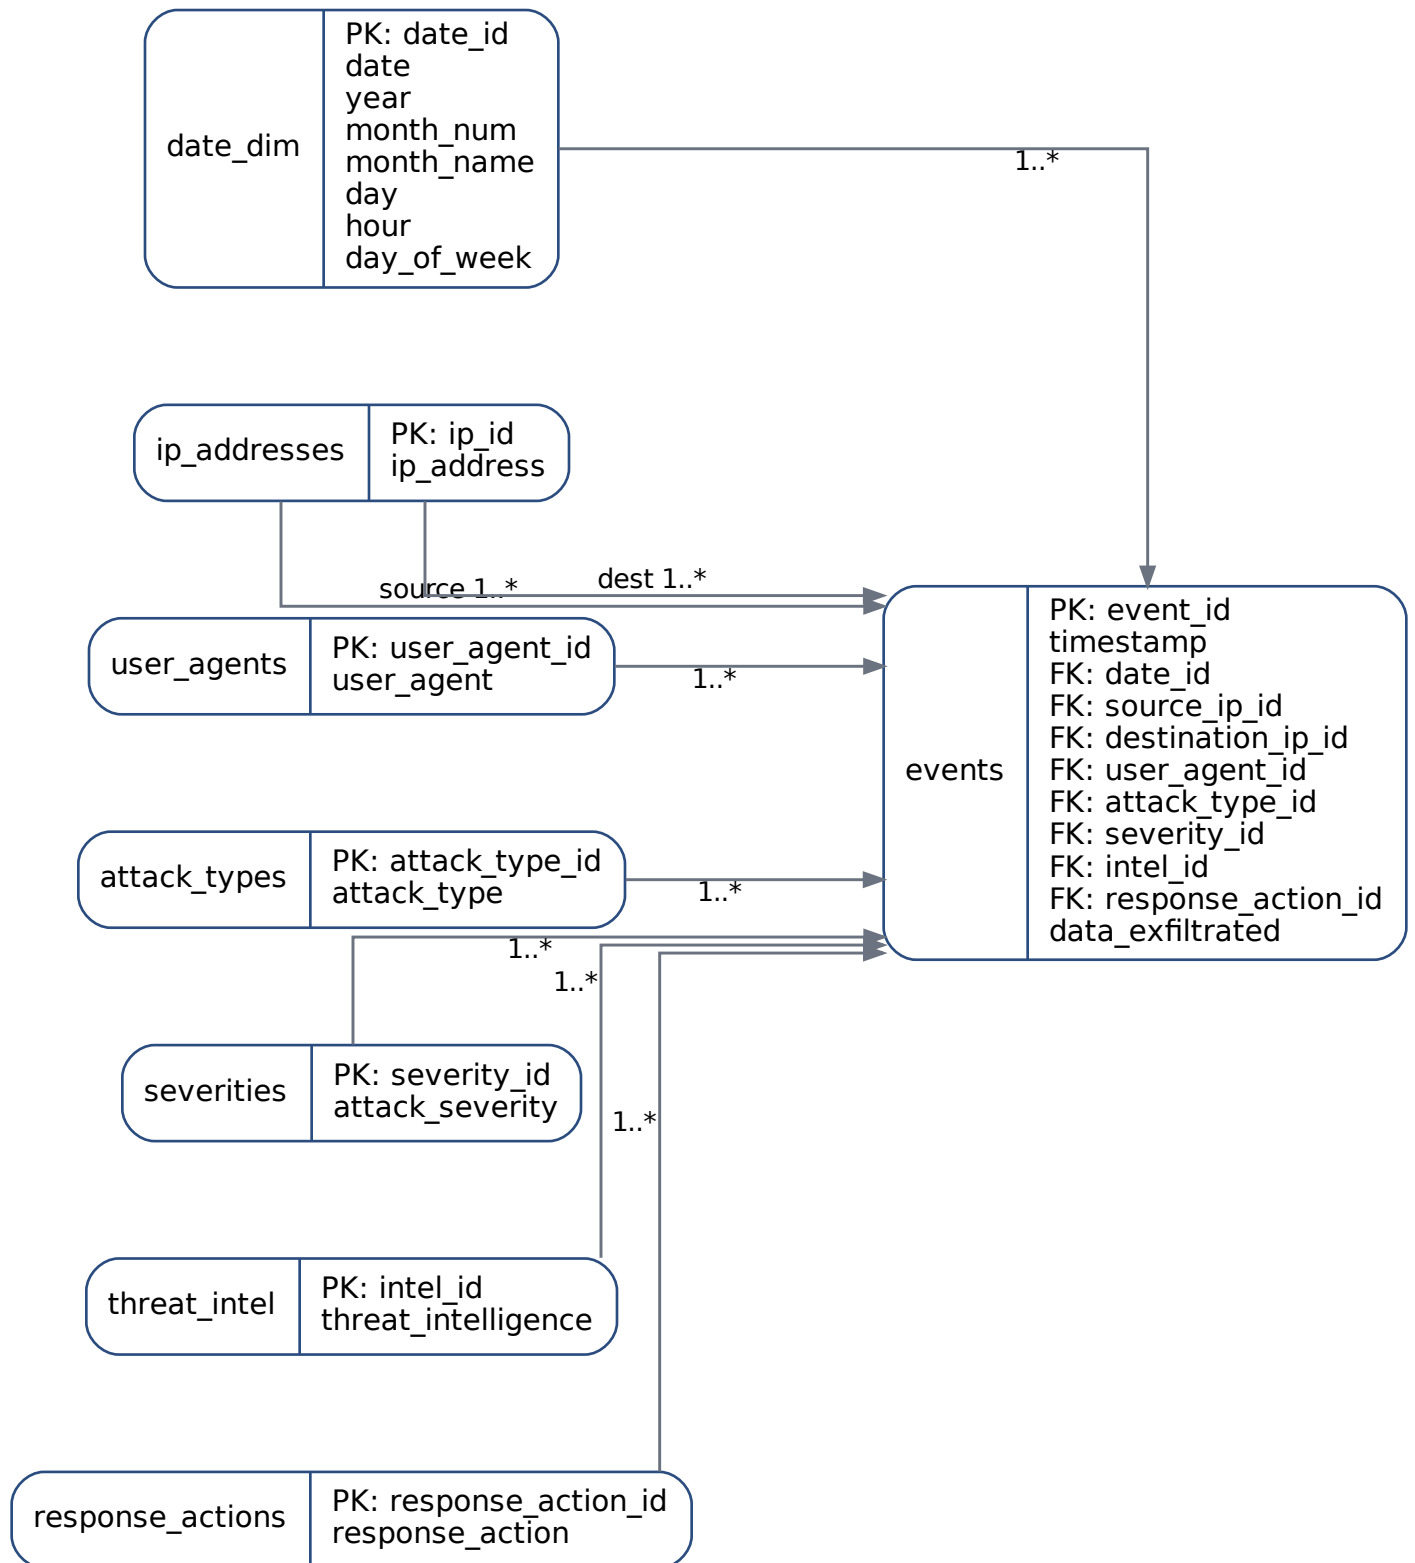 date_dim
PK: date_id
date
year
month_num
month_name
day
hour
day_of_week
1..*
ip_addresses
PK: ip_id
ip_address
source 1..*
dest 1..*
user_agents
PK: user_agent_id
user_agent
1..*
events
PK: event_id
timestamp
FK: date_id
FK: source_ip_id
FK: destination_ip_id
FK: user_agent_id
FK: attack_type_id
FK: severity_id
FK: intel_id
FK: response_action_id
data_exfiltrated
attack_types
PK: attack_type_id
attack_type
1..*
1..*
1..*
severities
PK: severity_id
attack_severity
1..*
threat_intel
PK: intel_id
threat_intelligence
response_actions
PK: response_action_id
response_action